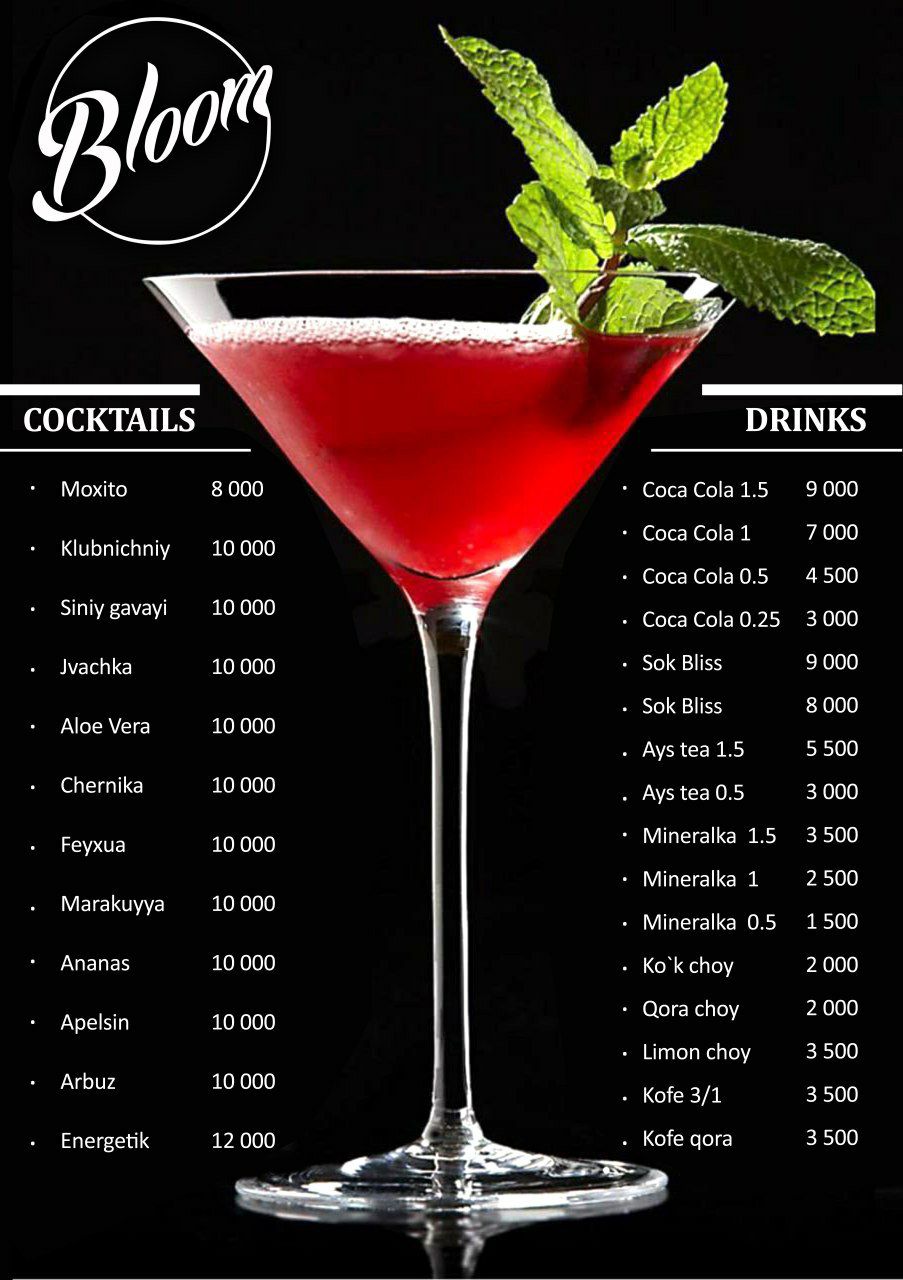 Bloom
COCKTAILS
Moxito 8 000
Klubnichniy 10 000
Siniy gavayi 10 000
Jvachka 10 000
Aloe Vera 10 000
Chernika 10 000
Feyxua 10 000
Marakuyya 10 000
Ananas 10 000
Apelsin 10 000
Arbuz 10 000
Energetik 12 000
DRINKS
Coca Cola 1.5 9 000
Coca Cola 1 7 000
Coca Cola 0.5 4 500
Coca Cola 0.25 3 000
Sok Bliss 9 000
Sok Bliss 8 000
Ays tea 1.5 5 500
Ays tea 0.5 3 000
Mineralka 1.5 3 500
Mineralka 1 2 500
Mineralka 0.5 1 500
Ko`k choy 2 000
Qora choy 2 000
Limon choy 3 500
Kofe 3/1 3 500
Kofe qora 3 500